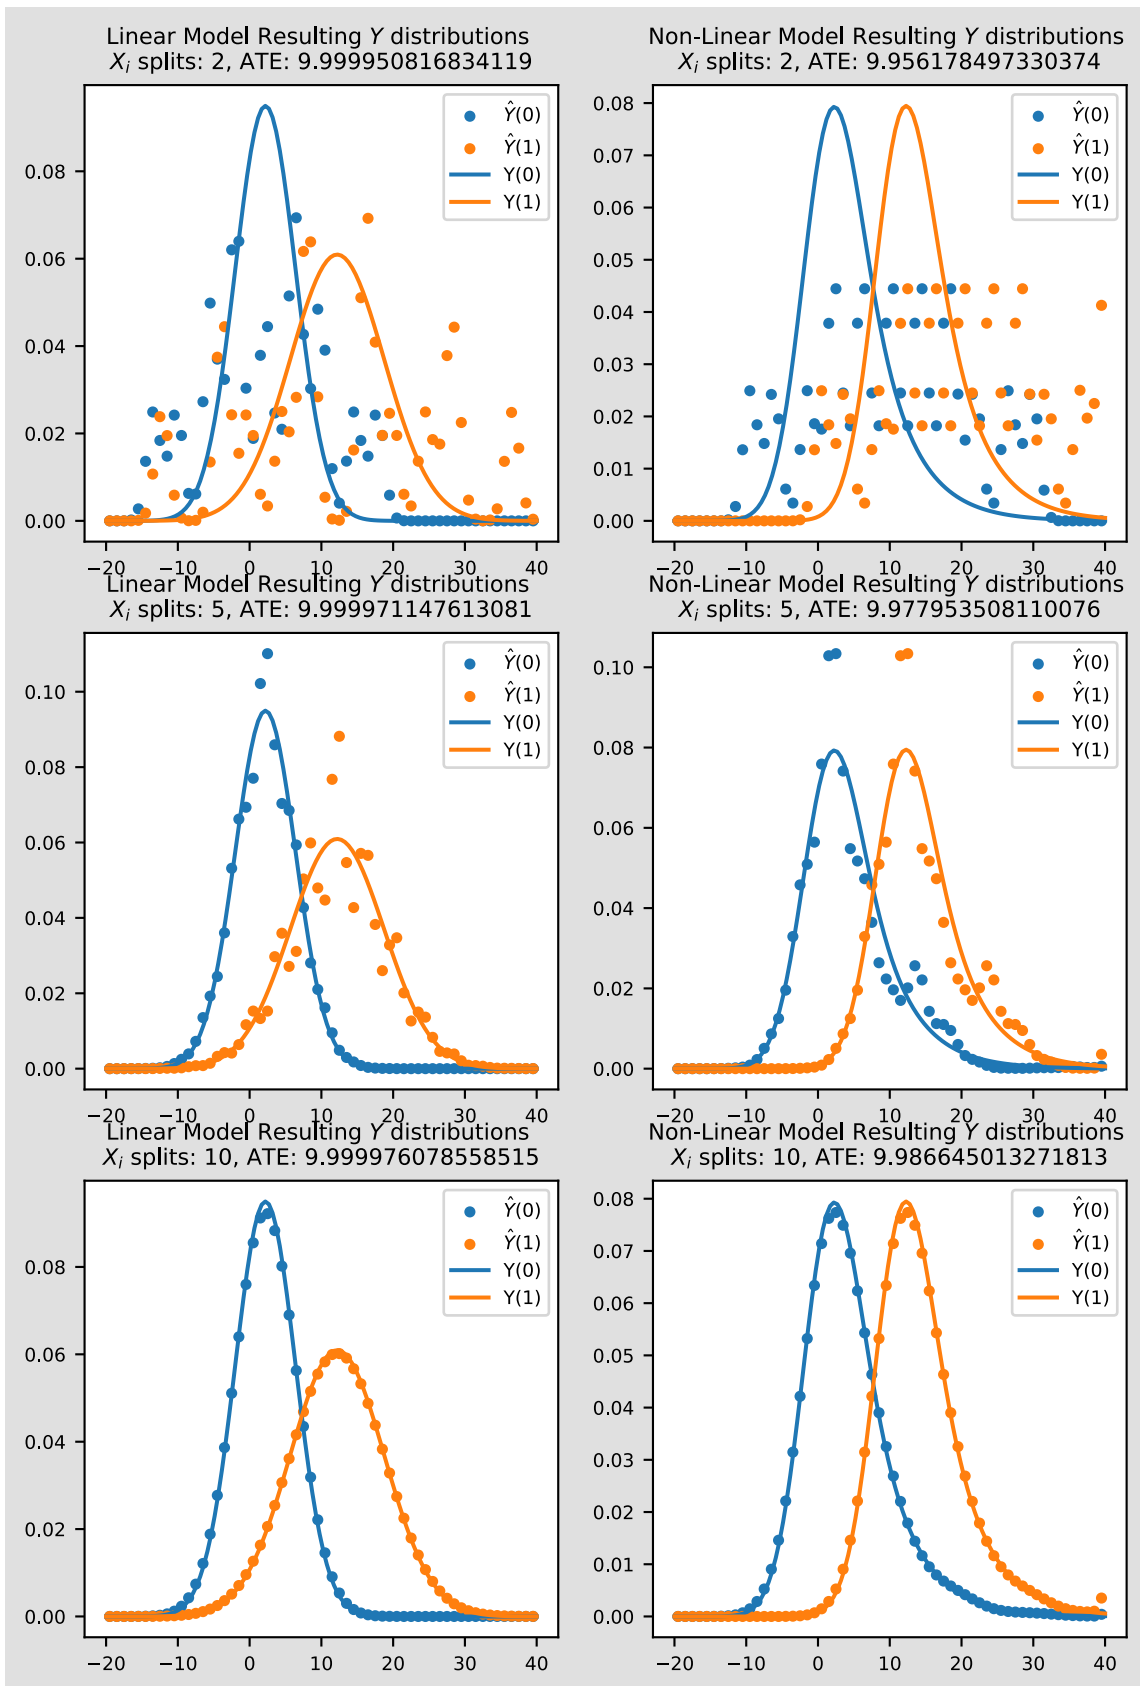 Linear Model Resulting Y distributions
X_i splits: 2, ATE: 9.999950816834119
Ŷ(0)
Ŷ(1)
Y(0)
Y(1)
0.08
0.06
0.04
0.02
0.00
−20 −10 0 10 20 30 40
Non-Linear Model Resulting Y distributions
X_i splits: 2, ATE: 9.956178497330374
Ŷ(0)
Ŷ(1)
Y(0)
Y(1)
0.08
0.07
0.06
0.05
0.04
0.03
0.02
0.01
0.00
−20 −10 0 10 20 30 40
Linear Model Resulting Y distributions
X_i splits: 5, ATE: 9.999971147613081
Ŷ(0)
Ŷ(1)
Y(0)
Y(1)
0.10
0.08
0.06
0.04
0.02
0.00
−20 −10 0 10 20 30 40
Non-Linear Model Resulting Y distributions
X_i splits: 5, ATE: 9.977953508110076
Ŷ(0)
Ŷ(1)
Y(0)
Y(1)
0.10
0.08
0.06
0.04
0.02
0.00
−20 −10 0 10 20 30 40
Linear Model Resulting Y distributions
X_i splits: 10, ATE: 9.999976078558515
Ŷ(0)
Ŷ(1)
Y(0)
Y(1)
0.08
0.06
0.04
0.02
0.00
−20 −10 0 10 20 30 40
Non-Linear Model Resulting Y distributions
X_i splits: 10, ATE: 9.986645013271813
Ŷ(0)
Ŷ(1)
Y(0)
Y(1)
0.08
0.07
0.06
0.05
0.04
0.03
0.02
0.01
0.00
−20 −10 0 10 20 30 40